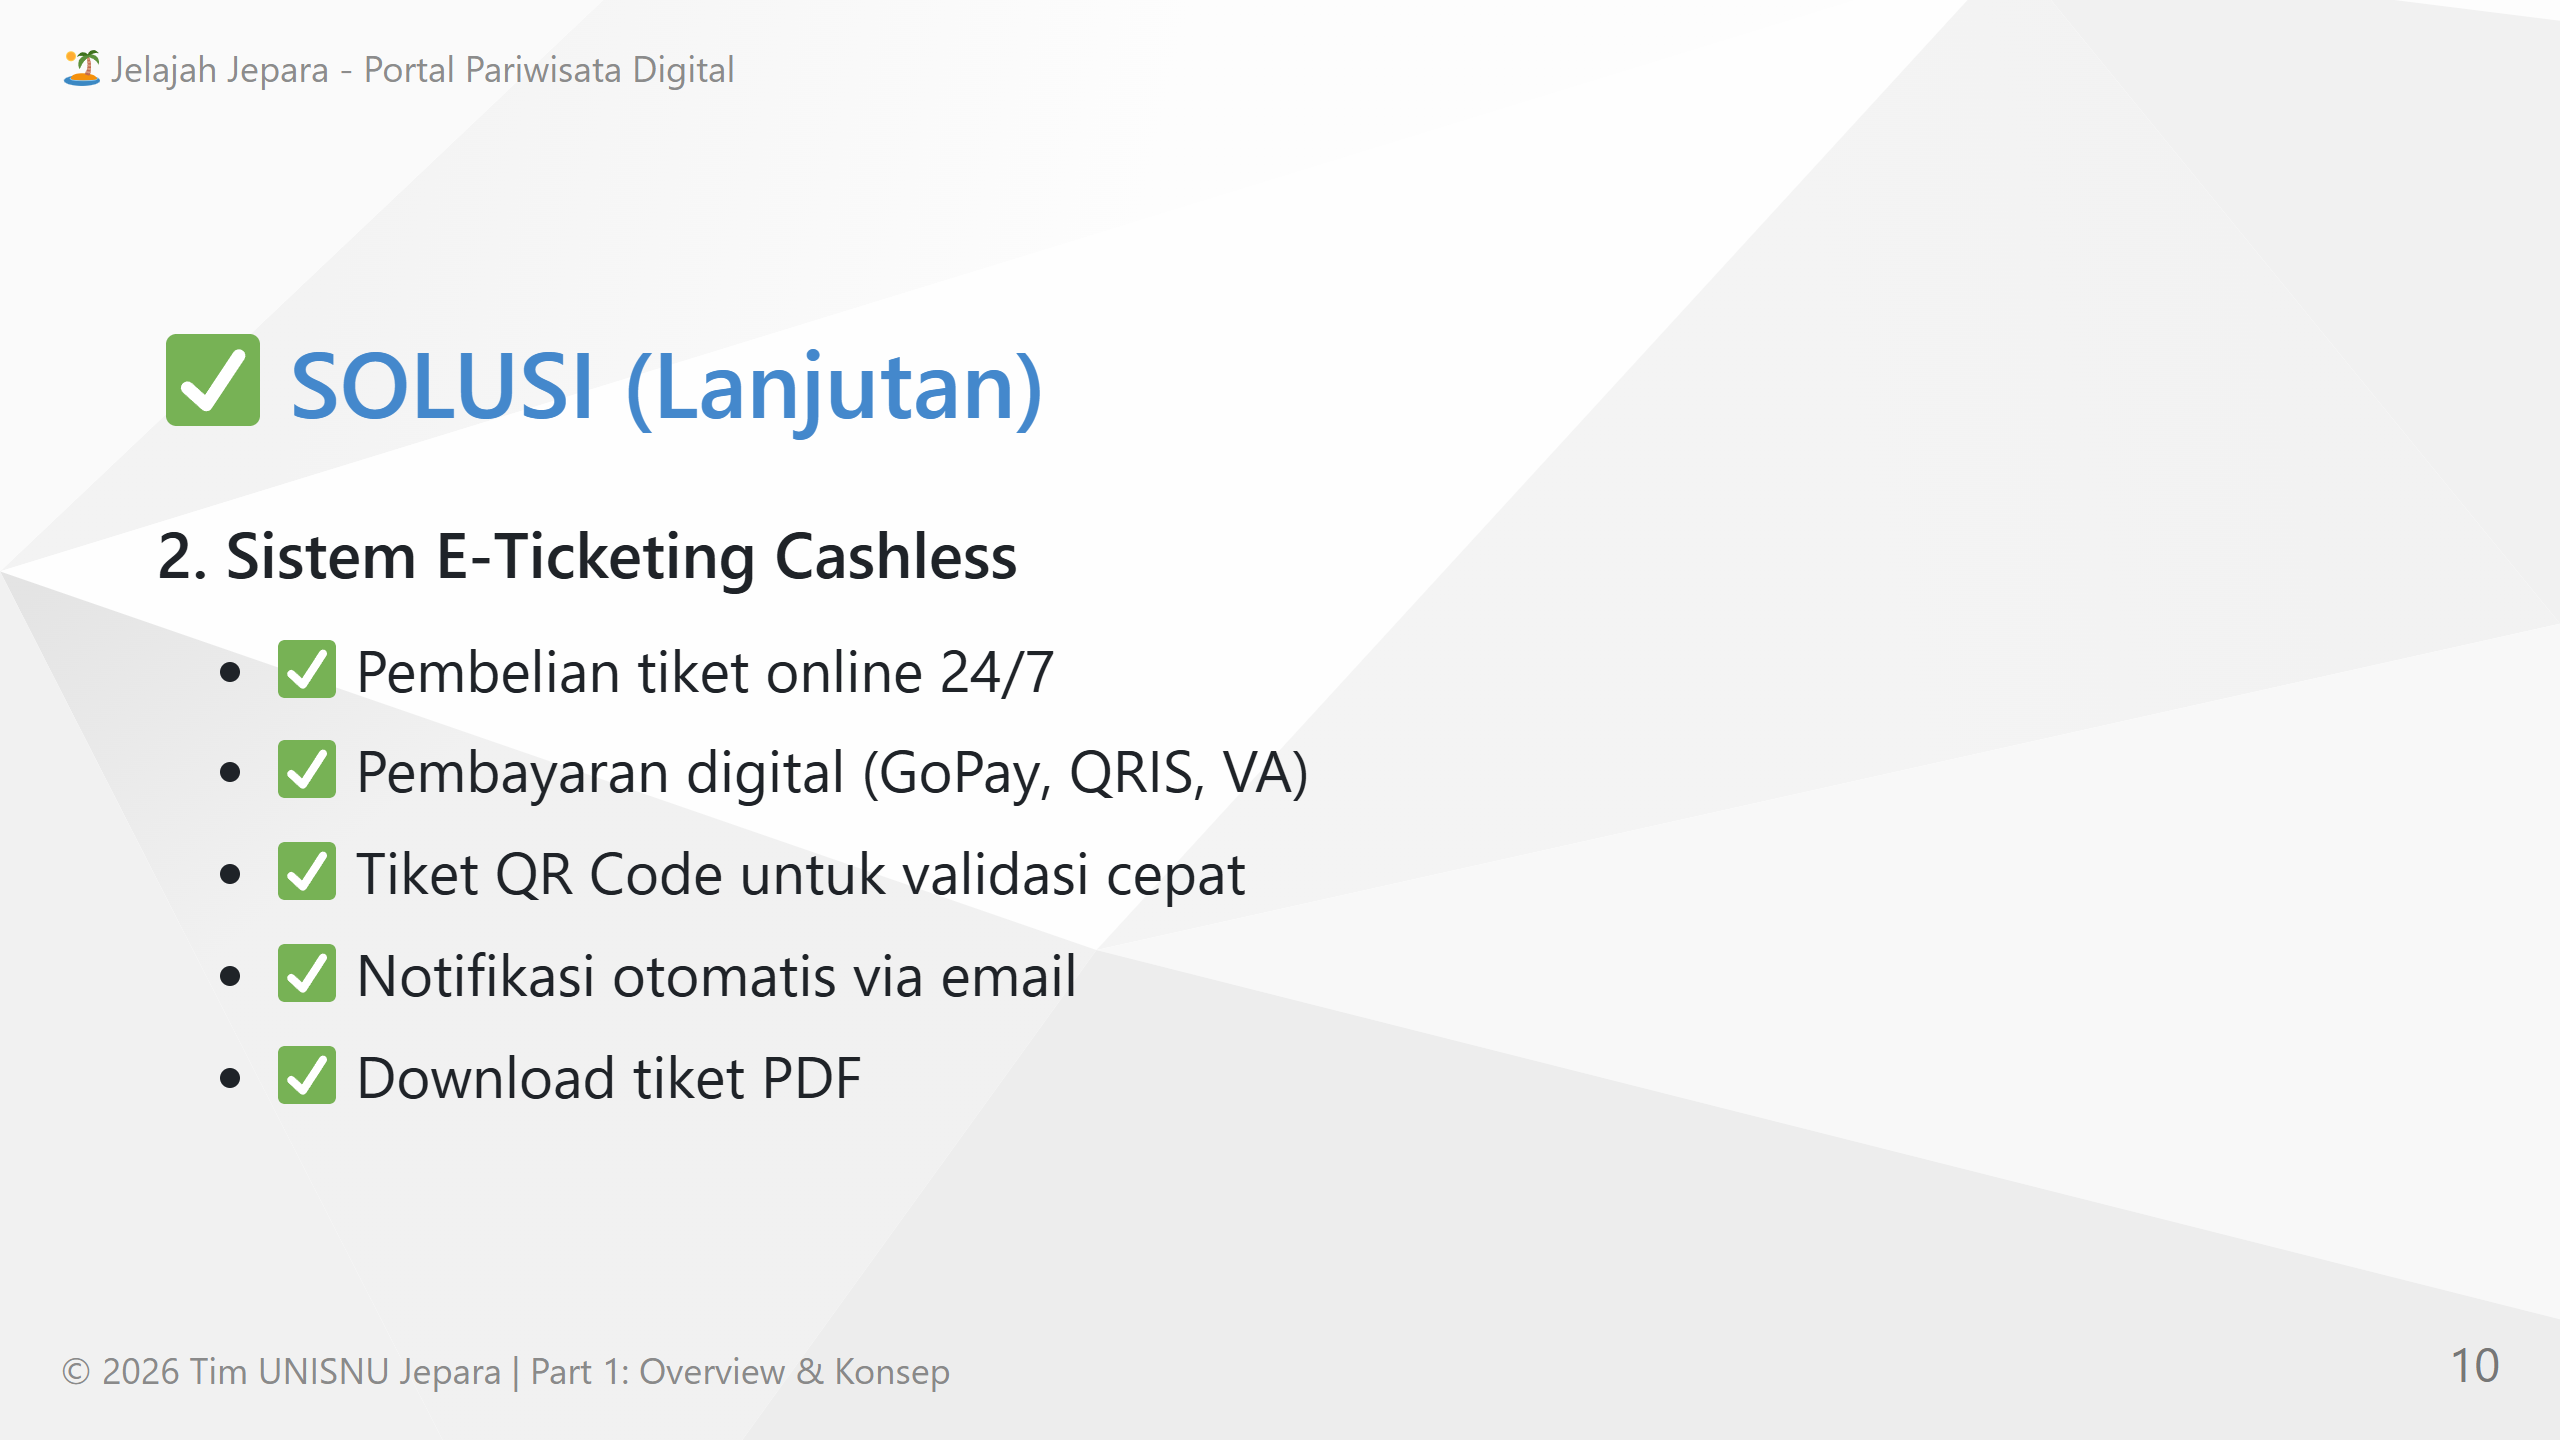 🏝️ Jelajah Jepara - Portal Pariwisata Digital
✅ SOLUSI (Lanjutan)
2. Sistem E-Ticketing Cashless
• ✅ Pembelian tiket online 24/7
• ✅ Pembayaran digital (GoPay, QRIS, VA)
• ✅ Tiket QR Code untuk validasi cepat
• ✅ Notifikasi otomatis via email
• ✅ Download tiket PDF
© 2026 Tim UNISNU Jepara | Part 1: Overview & Konsep
10